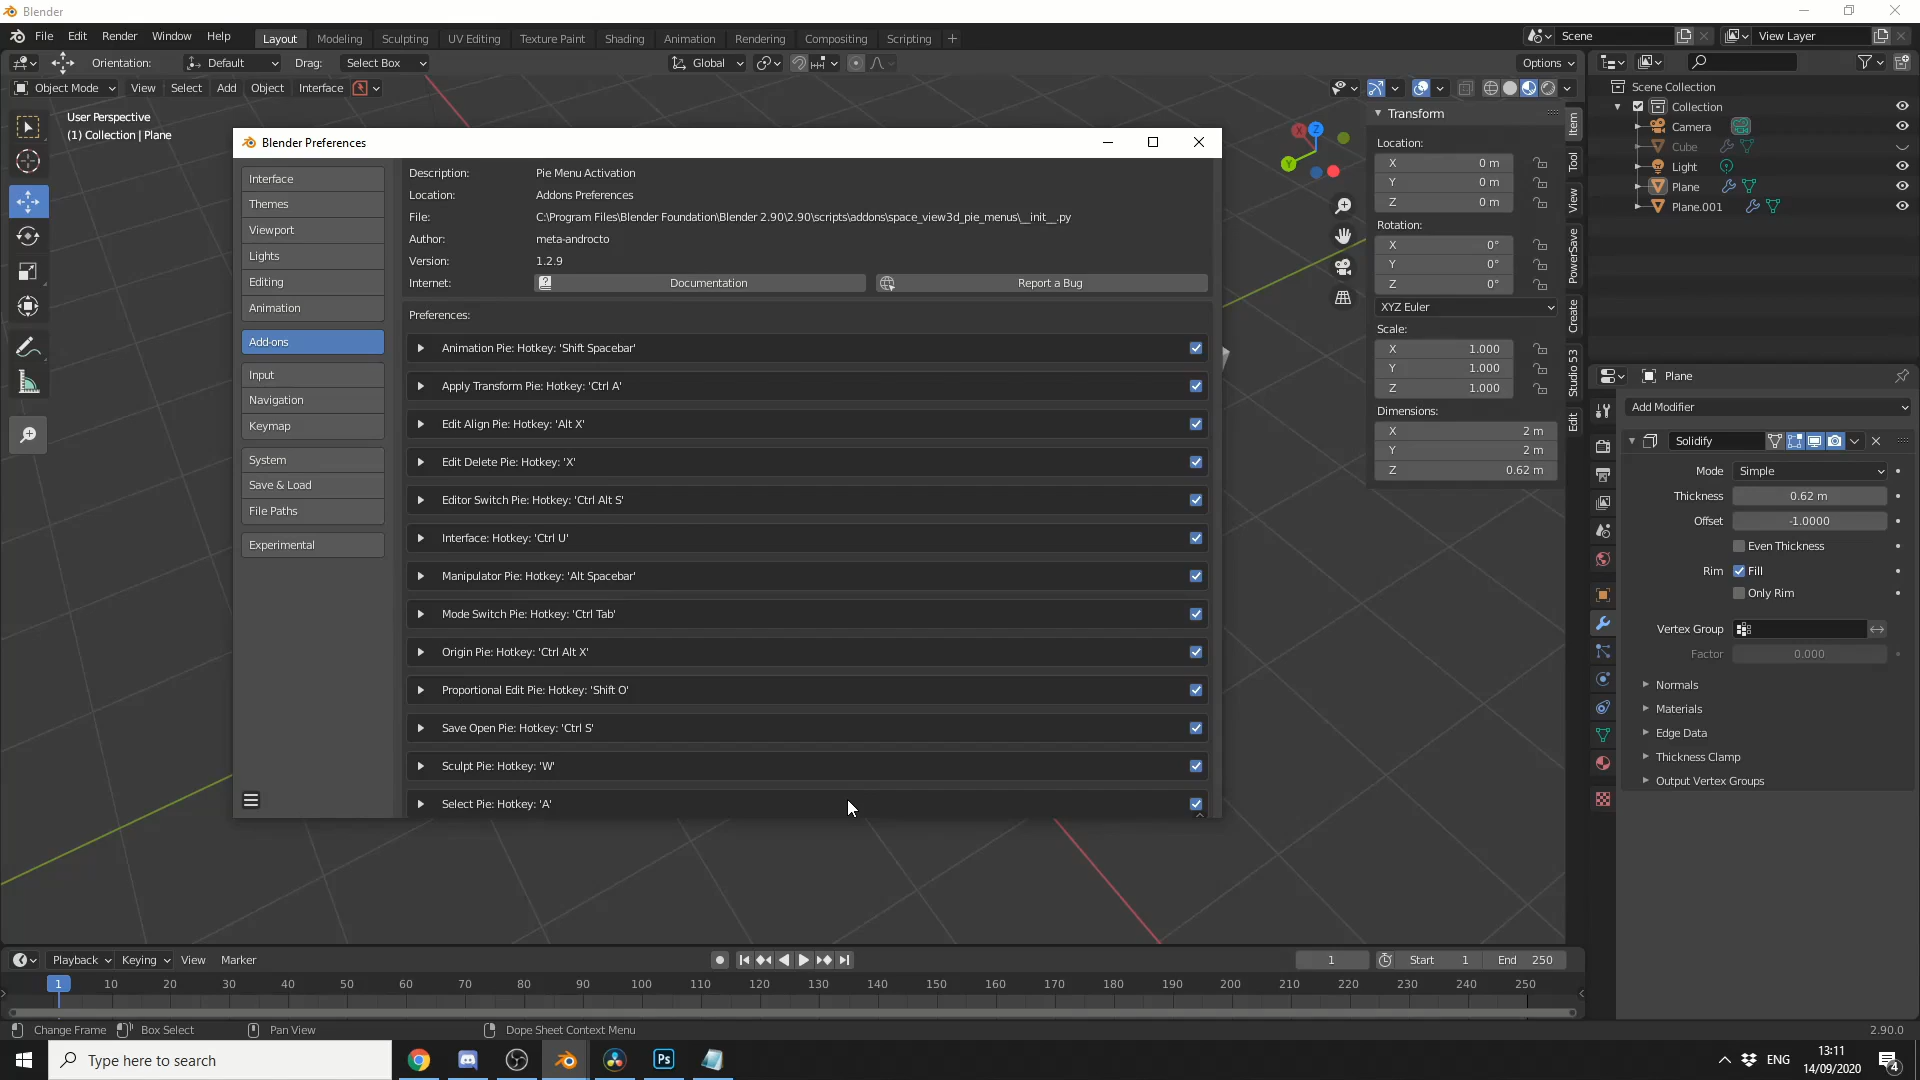 Blender
File Edit Render Window Help Layout Modeling Sculpting UV Editing Texture Paint Shading Animation Rendering Compositing Scripting + Scene View Layer
Orientation: Default Drag: Select Box Global Options
Object Mode View Select Add Object Interface
User Perspective
(1) Collection | Plane
Blender Preferences
Interface
Themes
Viewport
Lights
Editing
Animation
Add-ons
Input
Navigation
Keymap
System
Save & Load
File Paths
Experimental
Description: Pie Menu Activation
Location: Addons Preferences
File: C:\Program Files\Blender Foundation\Blender 2.90\2.90\scripts\addons\space_view3d_pie_menus\__init__.py
Author: meta-androcto
Version: 1.2.9
Internet: Documentation Report a Bug
Preferences:
Animation Pie: Hotkey: 'Shift Spacebar'
Apply Transform Pie: Hotkey: 'Ctrl A'
Edit Align Pie: Hotkey: 'Alt X'
Edit Delete Pie: Hotkey: 'X'
Editor Switch Pie: Hotkey: 'Ctrl Alt S'
Interface: Hotkey: 'Ctrl U'
Manipulator Pie: Hotkey: 'Alt Spacebar'
Mode Switch Pie: Hotkey: 'Ctrl Tab'
Origin Pie: Hotkey: 'Ctrl Alt X'
Proportional Edit Pie: Hotkey: 'Shift O'
Save Open Pie: Hotkey: 'Ctrl S'
Sculpt Pie: Hotkey: 'W'
Select Pie: Hotkey: 'A'
X Z
Y
Transform
Location:
X 0 m
Y 0 m
Z 0 m
Rotation:
X 0°
Y 0°
Z 0°
XYZ Euler
Scale:
X 1.000
Y 1.000
Z 1.000
Dimensions:
X 2 m
Y 2 m
Z 0.62 m
Item
Tool
View
PowerSave
Create
Studio 53
Edit
Scene Collection
Collection
Camera
Cube
Light
Plane
Plane.001
Plane
Add Modifier
Solidify
Mode Simple
Thickness 0.62 m
Offset -1.0000
Even Thickness
Rim Fill
Only Rim
Vertex Group
Factor 0.000
Normals
Materials
Edge Data
Thickness Clamp
Output Vertex Groups
Playback Keying View Marker 1 Start 1 End 250
1 10 20 30 40 50 60 70 80 90 100 110 120 130 140 150 160 170 180 190 200 210 220 230 240 250
Change Frame Box Select Pan View Dope Sheet Context Menu 2.90.0
Type here to search Ps ENG 13:11
14/09/2020 4